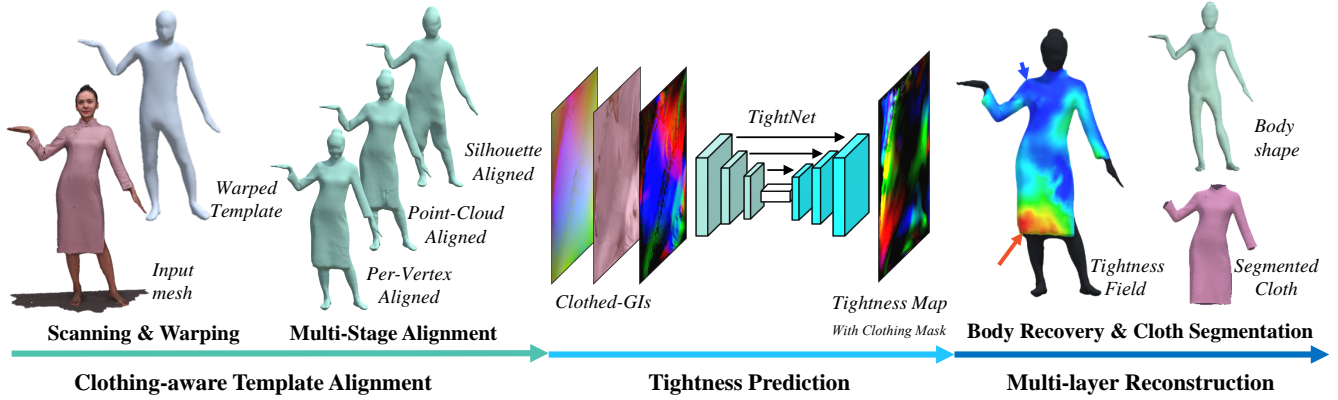 Warped
Template
Input
mesh
Silhouette
Aligned
Point-Cloud
Aligned
Per-Vertex
Aligned
Scanning & Warping
Multi-Stage Alignment
Clothing-aware Template Alignment
TightNet
Clothed-GIs
Tightness Map
With Clothing Mask
Tightness Prediction
Body
shape
Tightness
Field
Segmented
Cloth
Body Recovery & Cloth Segmentation
Multi-layer Reconstruction